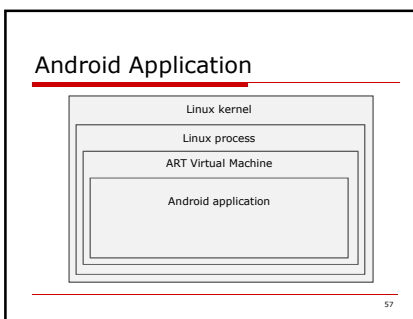 Android Application
Linux kernel
Linux process
ART Virtual Machine
Android application
57